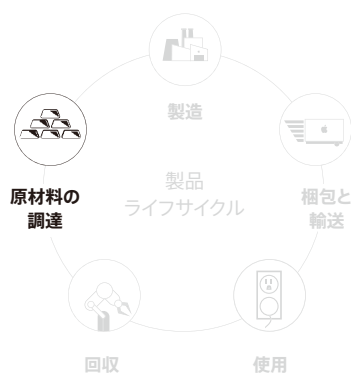 製造
原材料の
調達
製品
ライフサイクル
梱包と
輸送
回収
使用